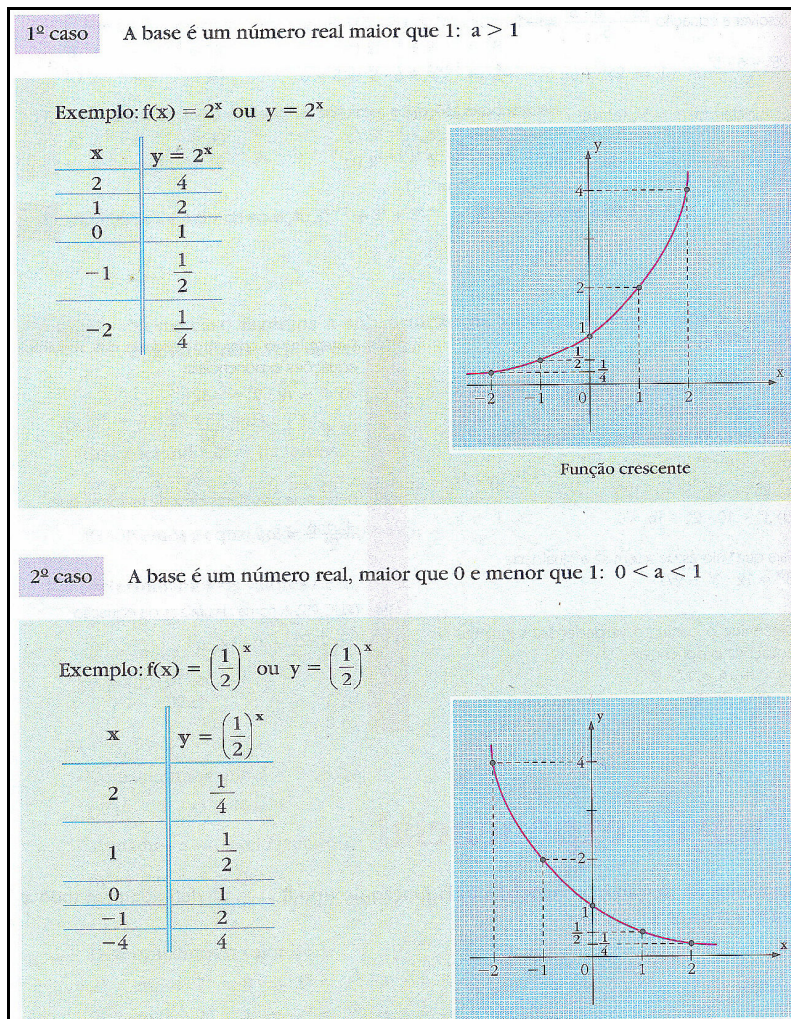 1º caso A base é um número real maior que 1: a > 1
Exemplo: f(x) = 2ˣ ou y = 2ˣ
x y = 2ˣ
2 4
1 2
0 1
−1 1/2
−2 1/4
y
4
2
1
1/2 1/4
x
−2 −1 0 1 2
Função crescente
2º caso A base é um número real, maior que 0 e menor que 1: 0 < a < 1
Exemplo: f(x) = (1/2)ˣ ou y = (1/2)ˣ
x y = (1/2)ˣ
2 1/4
1 1/2
0 1
−1 2
−4 4
y
4
2
1
1/2 1/4
x
−2 −1 0 1 2